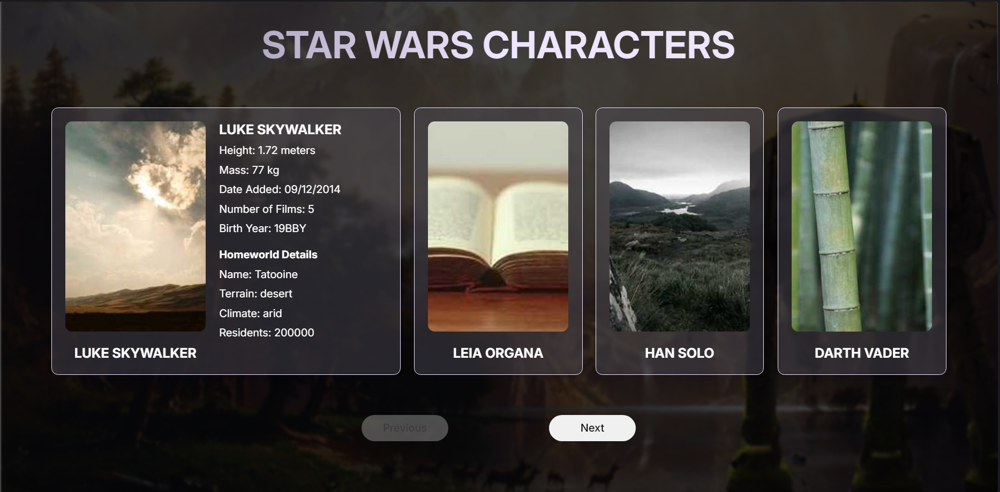 STAR WARS CHARACTERS
LUKE SKYWALKER
Height: 1.72 meters
Mass: 77 kg
Date Added: 09/12/2014
Number of Films: 5
Birth Year: 19BBY
Homeworld Details
Name: Tatooine
Terrain: desert
Climate: arid
Residents: 200000
LUKE SKYWALKER
LEIA ORGANA
HAN SOLO
DARTH VADER
Previous
Next